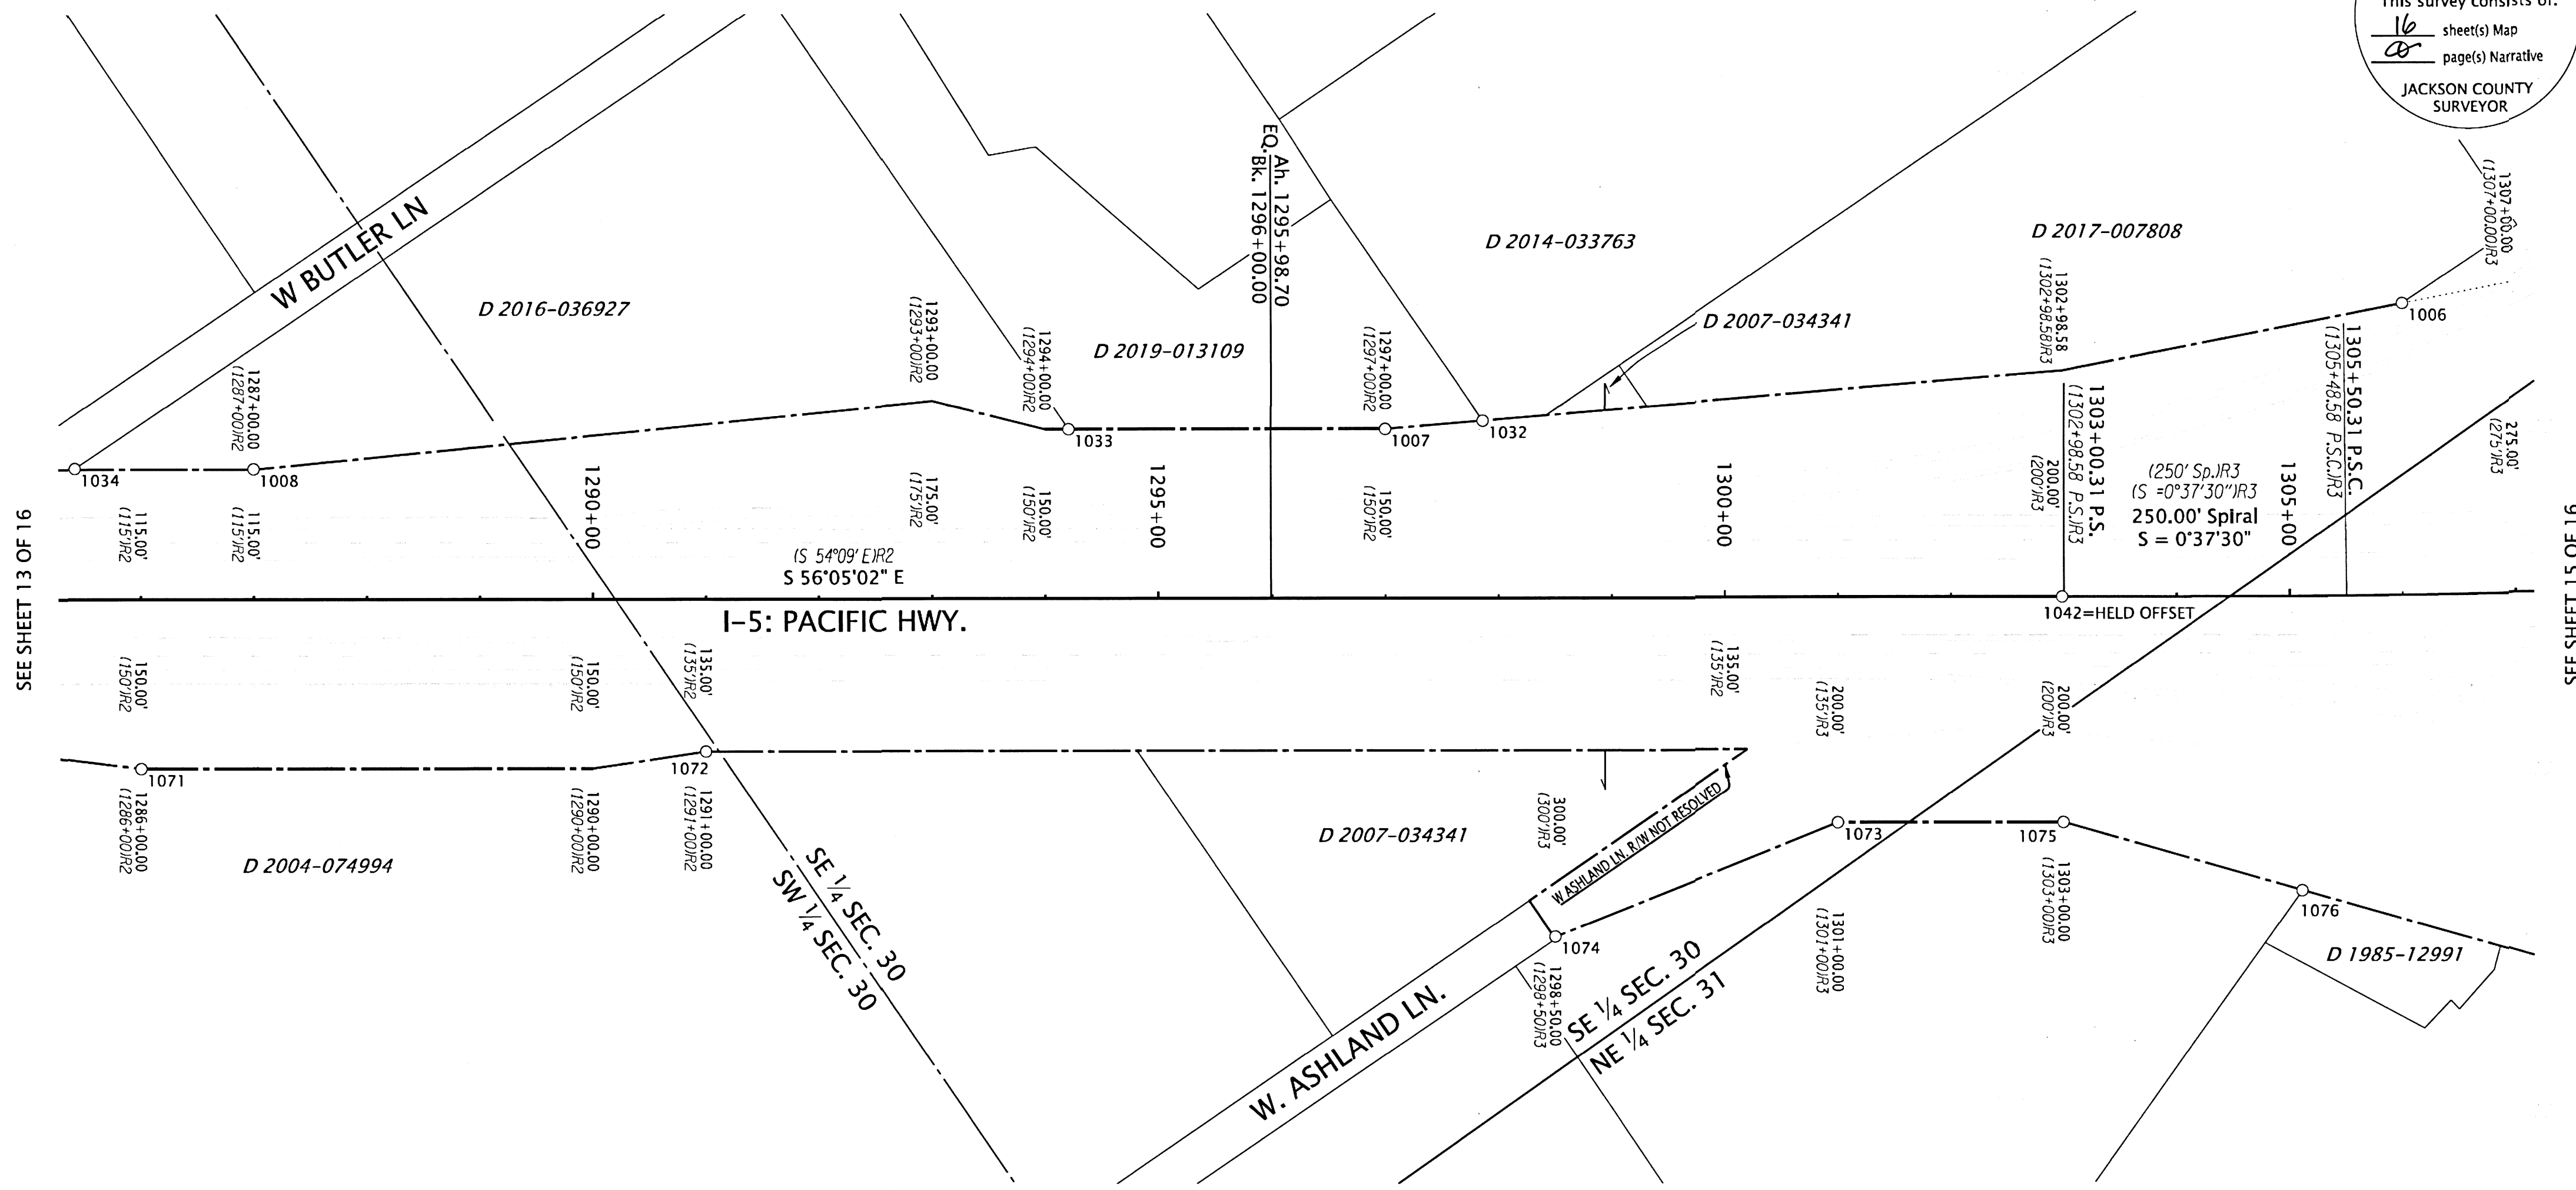 This survey consists of:
16 sheet(s) Map
page(s) Narrative
JACKSON COUNTY
SURVEYOR
W BUTLER LN
D 2016-036927
D 2019-013109
EQ.
Ah. 1295+98.70
Bk. 1296+00.00
D 2014-033763
D 2007-034341
D 2017-007808
1307+00.00
(1307+00.00)R3
1006
1287+00.00
(1287+00)R2
1293+00.00
(1293+00)R2
1294+00.00
(1294+00)R2
1297+00.00
(1297+00)R2
1302+98.58
(1302+98.58)R3
1303+00.31 P.S.
(1302+98.58 P.S.)R3
1305+50.31 P.S.C.
(1305+48.58 P.S.C.)R3
1034
1008
1033
1007
1032
115.00'
(115')R2
115.00'
(115')R2
1290+00
175.00'
(175')R2
150.00'
(150')R2
1295+00
150.00'
(150')R2
1300+00
200.00'
(200')R3
(250' Sp.)R3
(S =0°37'30")R3
250.00' Spiral
S = 0°37'30"
1305+00
275.00'
(275')R3
(S 54°09' E)R2
S 56°05'02" E
I-5: PACIFIC HWY.
1042=HELD OFFSET
SEE SHEET 13 OF 16
SEE SHEET 15 OF 16
150.00'
(150')R2
150.00'
(150')R2
135.00'
(135')R2
135.00'
(135')R2
200.00'
(135')R3
200.00'
(200')R3
1071
1072
1073
1075
1076
1074
1286+00.00
(1286+00)R2
1290+00.00
(1290+00)R2
1291+00.00
(1291+00)R2
300.00'
(300')R3
W ASHLAND LN. R/W NOT RESOLVED
D 2004-074994
D 2007-034341
SE 1/4 SEC. 30
SW 1/4 SEC. 30
1298+50.00
(1298+50)R3
1301+00.00
(1301+00)R3
1303+00.00
(1303+00)R3
D 1985-12991
W. ASHLAND LN.
SE 1/4 SEC. 30
NE 1/4 SEC. 31